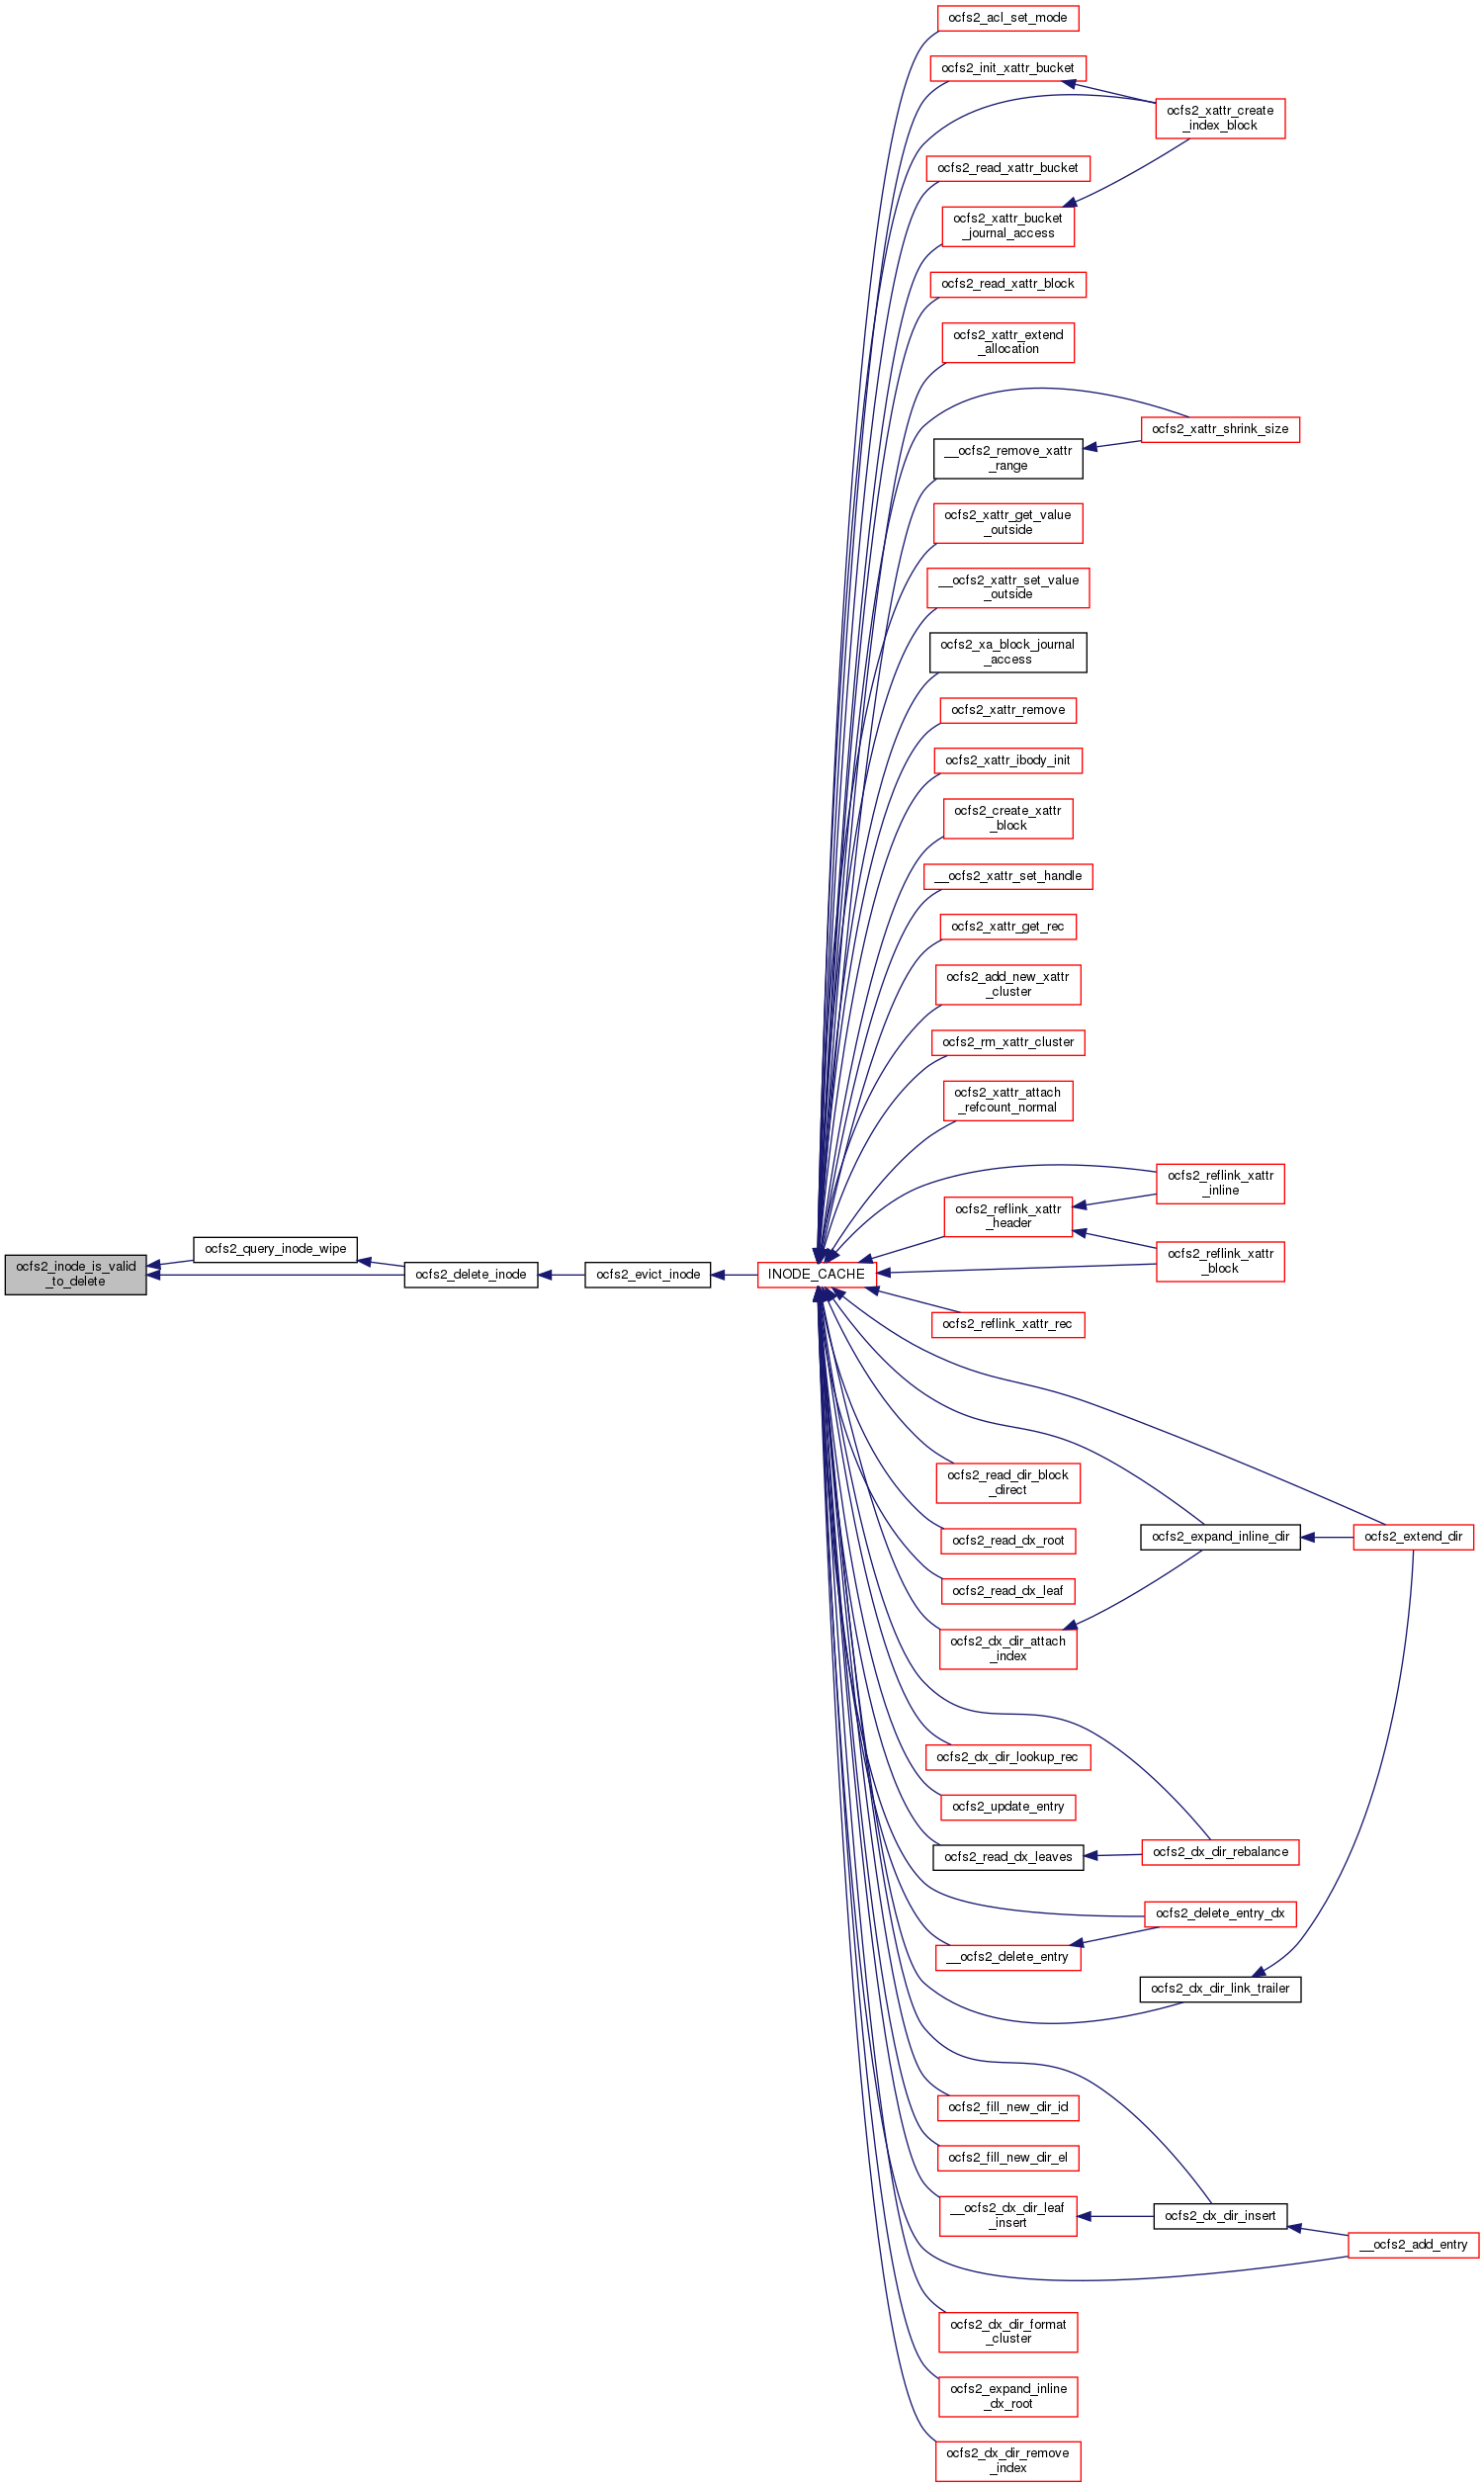 ocfs2_acl_set_mode
ocfs2_init_xattr_bucket
ocfs2_xattr_create
_index_block
ocfs2_read_xattr_bucket
ocfs2_xattr_bucket
_journal_access
ocfs2_read_xattr_block
ocfs2_xattr_extend
_allocation
ocfs2_xattr_shrink_size
__ocfs2_remove_xattr
_range
ocfs2_xattr_get_value
_outside
__ocfs2_xattr_set_value
_outside
ocfs2_xa_block_journal
_access
ocfs2_xattr_remove
ocfs2_xattr_ibody_init
ocfs2_create_xattr
_block
__ocfs2_xattr_set_handle
ocfs2_xattr_get_rec
ocfs2_add_new_xattr
_cluster
ocfs2_rm_xattr_cluster
ocfs2_xattr_attach
_refcount_normal
ocfs2_reflink_xattr
_inline
ocfs2_reflink_xattr
_header
ocfs2_inode_is_valid
_to_delete
ocfs2_query_inode_wipe
ocfs2_delete_inode
ocfs2_evict_inode
INODE_CACHE
ocfs2_reflink_xattr
_block
ocfs2_reflink_xattr_rec
ocfs2_read_dir_block
_direct
ocfs2_read_dx_root
ocfs2_expand_inline_dir
ocfs2_extend_dir
ocfs2_read_dx_leaf
ocfs2_dx_dir_attach
_index
ocfs2_dx_dir_lookup_rec
ocfs2_update_entry
ocfs2_read_dx_leaves
ocfs2_dx_dir_rebalance
ocfs2_delete_entry_dx
__ocfs2_delete_entry
ocfs2_dx_dir_link_trailer
ocfs2_fill_new_dir_id
ocfs2_fill_new_dir_el
__ocfs2_dx_dir_leaf
_insert
ocfs2_dx_dir_insert
__ocfs2_add_entry
ocfs2_dx_dir_format
_cluster
ocfs2_expand_inline
_dx_root
ocfs2_dx_dir_remove
_index